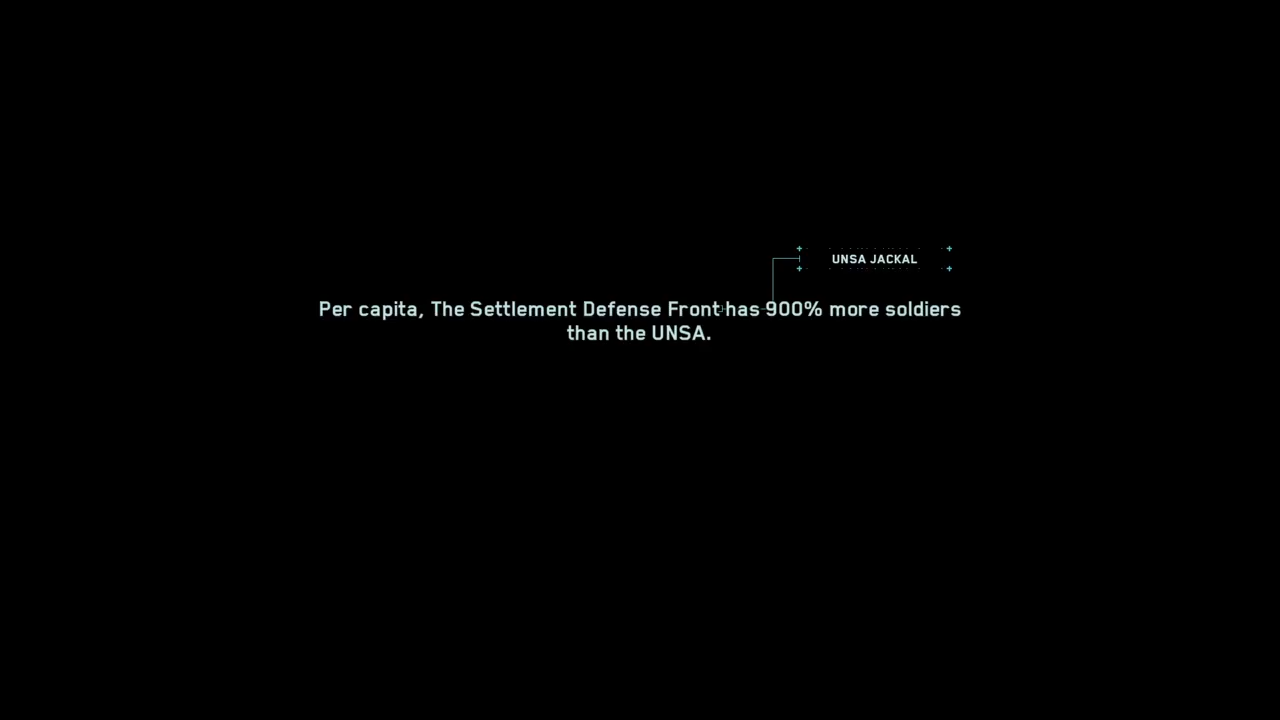 UNSA JACKAL
Per capita, The Settlement Defense Front has 900% more soldiers
than the UNSA.